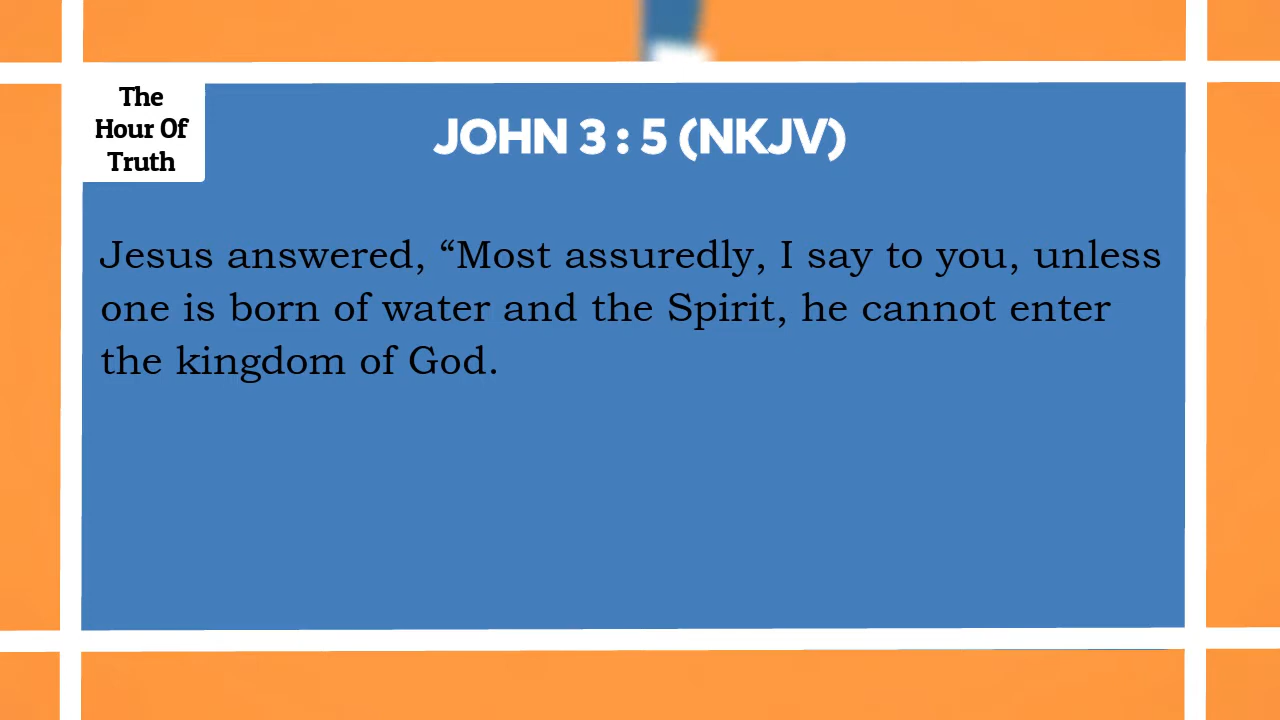 The
Hour Of
Truth
JOHN 3 : 5 (NKJV)
Jesus answered, “Most assuredly, I say to you, unless
one is born of water and the Spirit, he cannot enter
the kingdom of God.